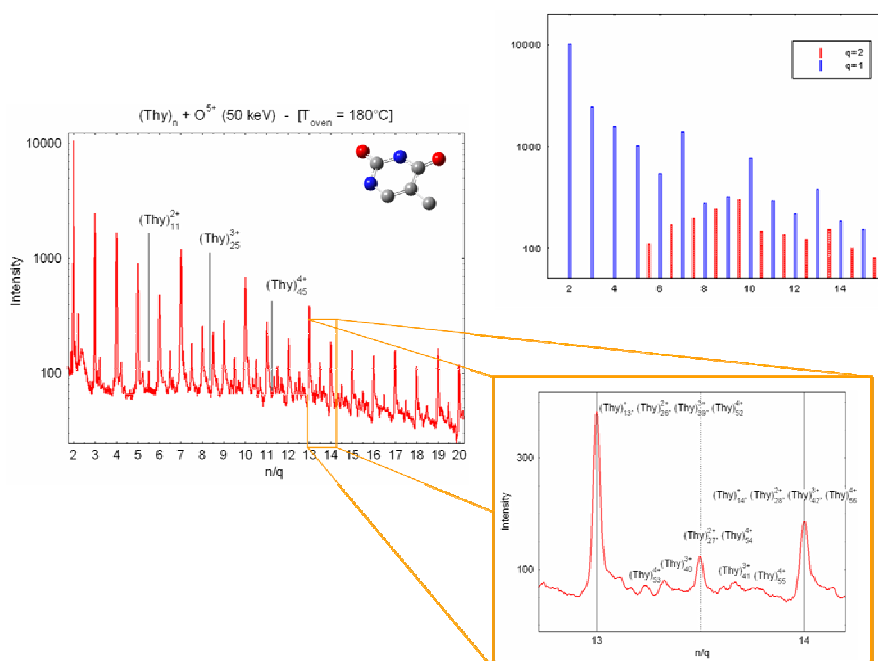 10000
1000
100
q=2
q=1
2 4 6 8 10 12 14
(Thy)n + O5+ (50 keV) - [Toven = 180°C]
10000
1000
100
Intensity
(Thy)11^2+
(Thy)25^3+
(Thy)45^4+
2 3 4 5 6 7 8 9 10 11 12 13 14 15 16 17 18 19 20
n/q
(Thy)13^+, (Thy)26^2+, (Thy)39^3+, (Thy)52^4+
300
100
Intensity
(Thy)14^+, (Thy)28^2+, (Thy)42^3+, (Thy)56^4+
(Thy)27^2+, (Thy)54^4+
(Thy)53^4+
(Thy)40^3+
(Thy)41^3+
(Thy)55^4+
13 14
n/q